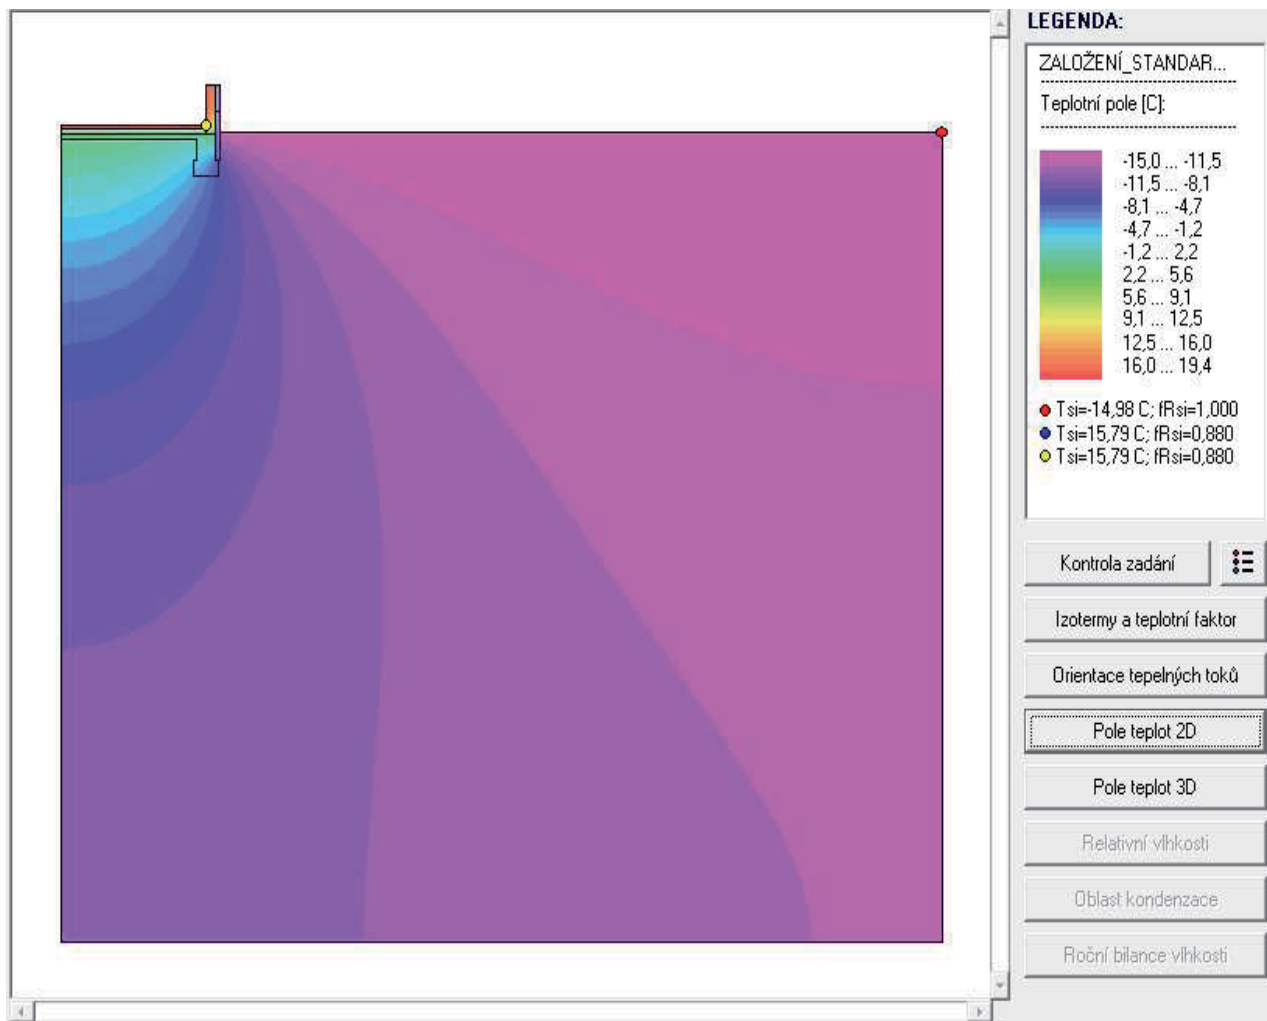 LEGENDA:
ZALOŽENÍ_STANDAR...
Teplotní pole [C]:
-15,0 ... -11,5
-11,5 ... -8,1
-8,1 ... -4,7
-4,7 ... -1,2
-1,2 ... 2,2
2,2 ... 5,6
5,6 ... 9,1
9,1 ... 12,5
12,5 ... 16,0
16,0 ... 19,4
Tsi=-14,98 C; fRsi=1,000
Tsi=15,79 C; fRsi=0,880
Tsi=15,79 C; fRsi=0,880
Kontrola zadání
Izotermy a teplotní faktor
Orientace tepelných toků
Pole teplot 2D
Pole teplot 3D
Relativní vlhkosti
Oblast kondenzace
Roční bilance vlhkosti